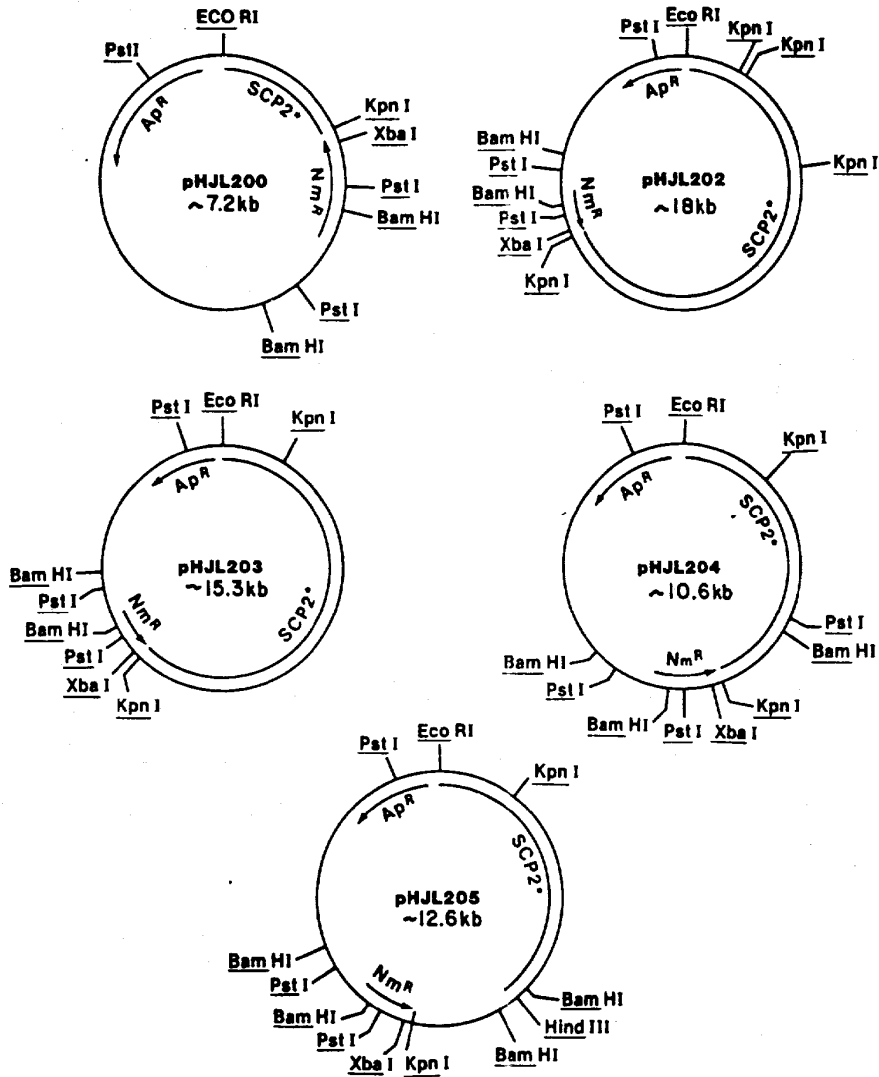 ECO RI
PstI
ApR
SCP2*
Kpn I
Xba I
NmR
Pst I
Bam HI
Pst I
Bam HI
pHJL200
~7.2kb
Pst I
Eco RI
Kpn I
Kpn I
ApR
Bam HI
Pst I
Bam HI
Pst I
Xba I
Kpn I
NmR
Kpn I
SCP2*
pHJL202
~18kb
Pst I
Eco RI
Kpn I
ApR
Bam HI
Pst I
Bam HI
Pst I
Xba I
Kpn I
NmR
SCP2*
pHJL203
~15.3kb
Pst I
Eco RI
Kpn I
ApR
SCP2*
Pst I
Bam HI
Kpn I
Xba I
Pst I
Bam HI
NmR
Pst I
Bam HI
pHJL204
~10.6kb
Pst I
Eco RI
Kpn I
ApR
SCP2*
pHJL205
~12.6kb
Bam HI
Pst I
Bam HI
Pst I
Xba I
Kpn I
NmR
Bam HI
Hind III
Bam HI